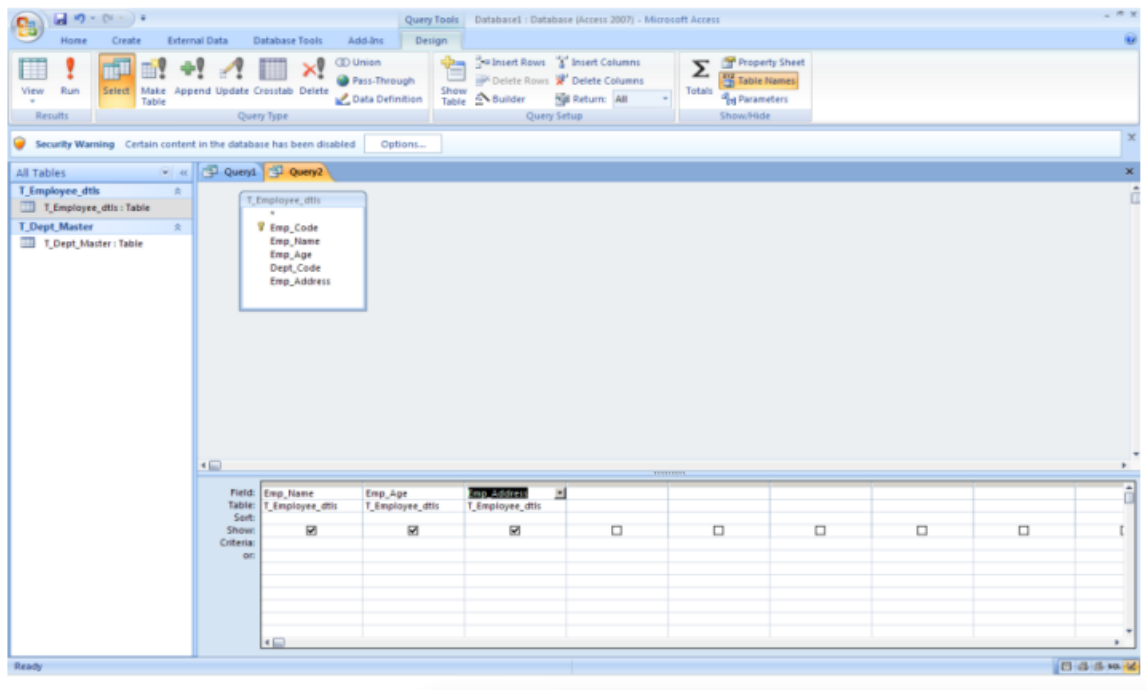 Query Tools Database1 : Database (Access 2007) - Microsoft Access
Home Create External Data Database Tools Add-Ins Design
View Run Select Make Table Append Update Crosstab Delete
Union
Pass-Through
Data Definition
Show Table
Insert Rows Insert Columns
Delete Rows Delete Columns
Builder Return: All
Totals
Property Sheet
Table Names
Parameters
Results Query Type Query Setup Show/Hide
Security Warning Certain content in the database has been disabled Options...
All Tables
T_Employee_dtls
T_Employee_dtls : Table
T_Dept_Master
T_Dept_Master : Table
Query1 Query2
T_Employee_dtls
*
Emp_Code
Emp_Name
Emp_Age
Dept_Code
Emp_Address
Field: Emp_Name Emp_Age Emp_Address
Table: T_Employee_dtls T_Employee_dtls T_Employee_dtls
Sort:
Show:
Criteria:
or:
Ready
SQL